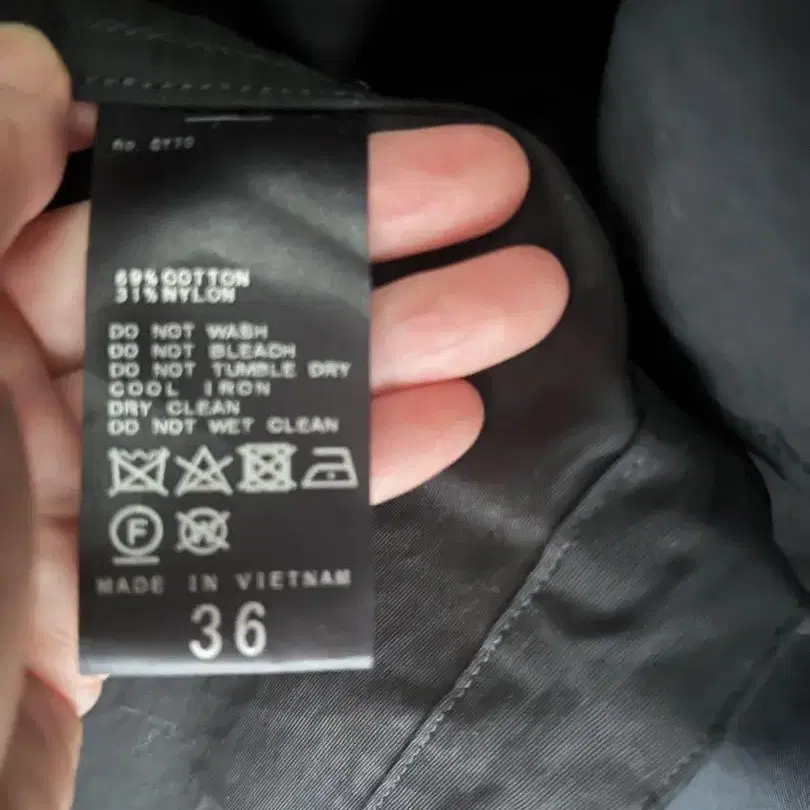 69% COTTON
31% NYLON
DO NOT WASH
DO NOT BLEACH
DO NOT TUMBLE DRY
COOL IRON
DRY CLEAN
DO NOT WET CLEAN
F W
MADE IN VIETNAM
36